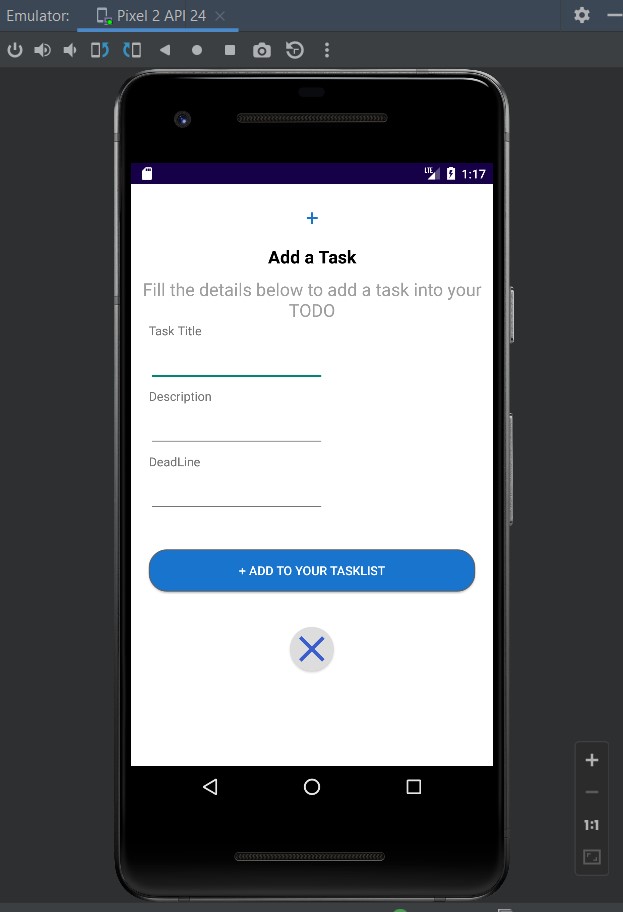 Emulator: Pixel 2 API 24
LTE 1:17
+
Add a Task
Fill the details below to add a task into your
TODO
Task Title
Description
DeadLine
+ ADD TO YOUR TASKLIST
1:1